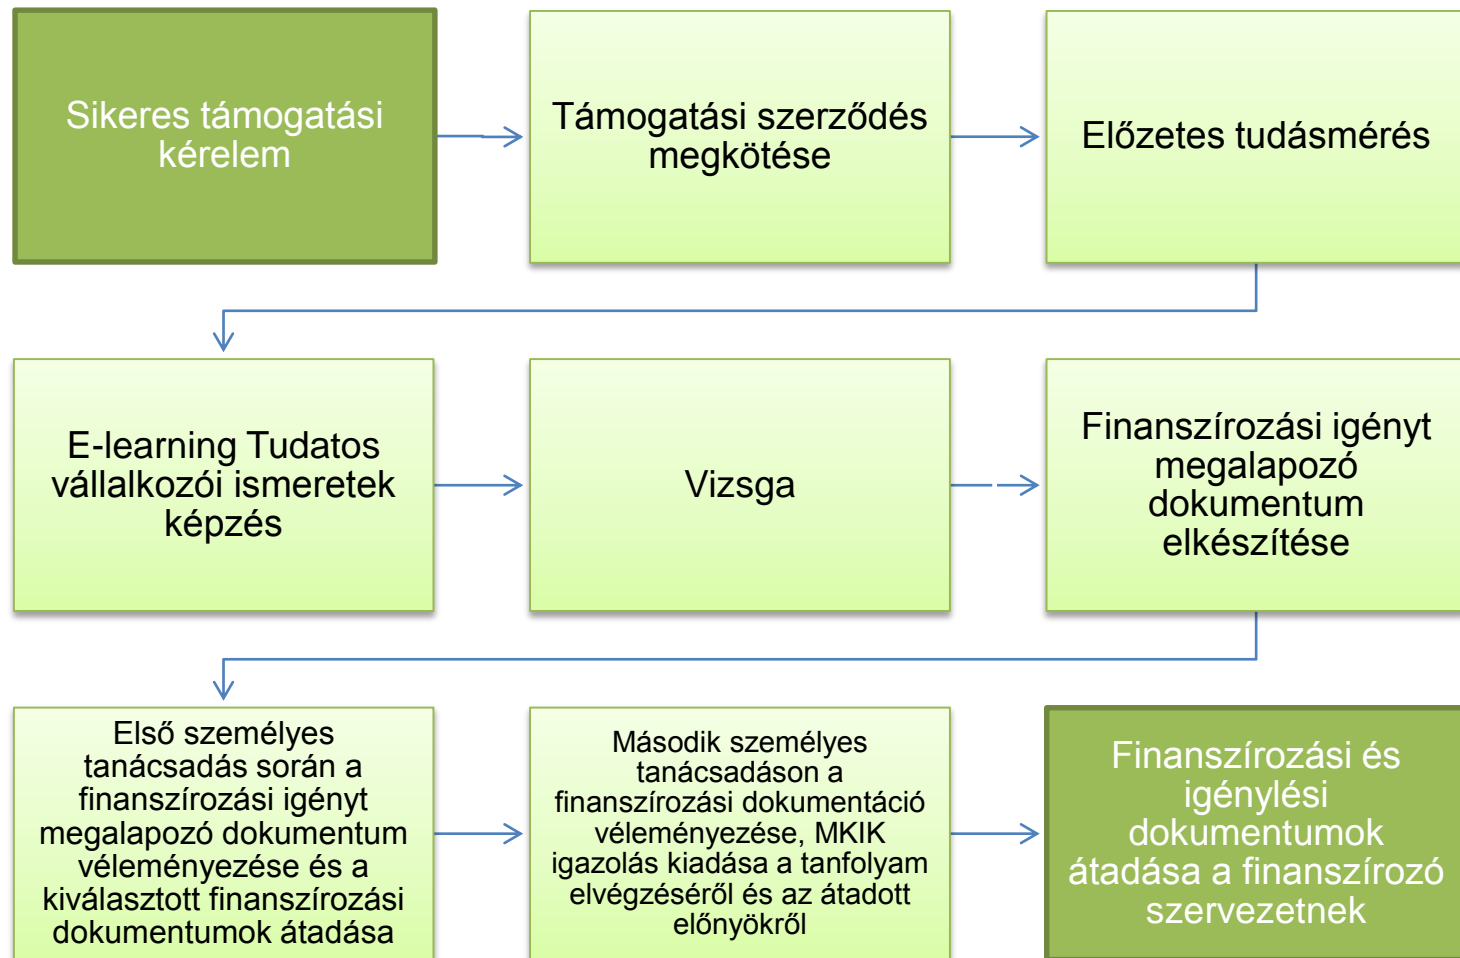 Sikeres támogatási
kérelem
Támogatási szerződés
megkötése
Előzetes tudásmérés
E-learning Tudatos
vállalkozói ismeretek
képzés
Vizsga
Finanszírozási igényt
megalapozó
dokumentum
elkészítése
Első személyes
tanácsadás során a
finanszírozási igényt
megalapozó dokumentum
véleményezése és a
kiválasztott finanszírozási
dokumentumok átadása
Második személyes
tanácsadáson a
finanszírozási dokumentáció
véleményezése, MKIK
igazolás kiadása a tanfolyam
elvégzéséről és az átadott
előnyökről
Finanszírozási és
igénylési
dokumentumok
átadása a finanszírozó
szervezetnek